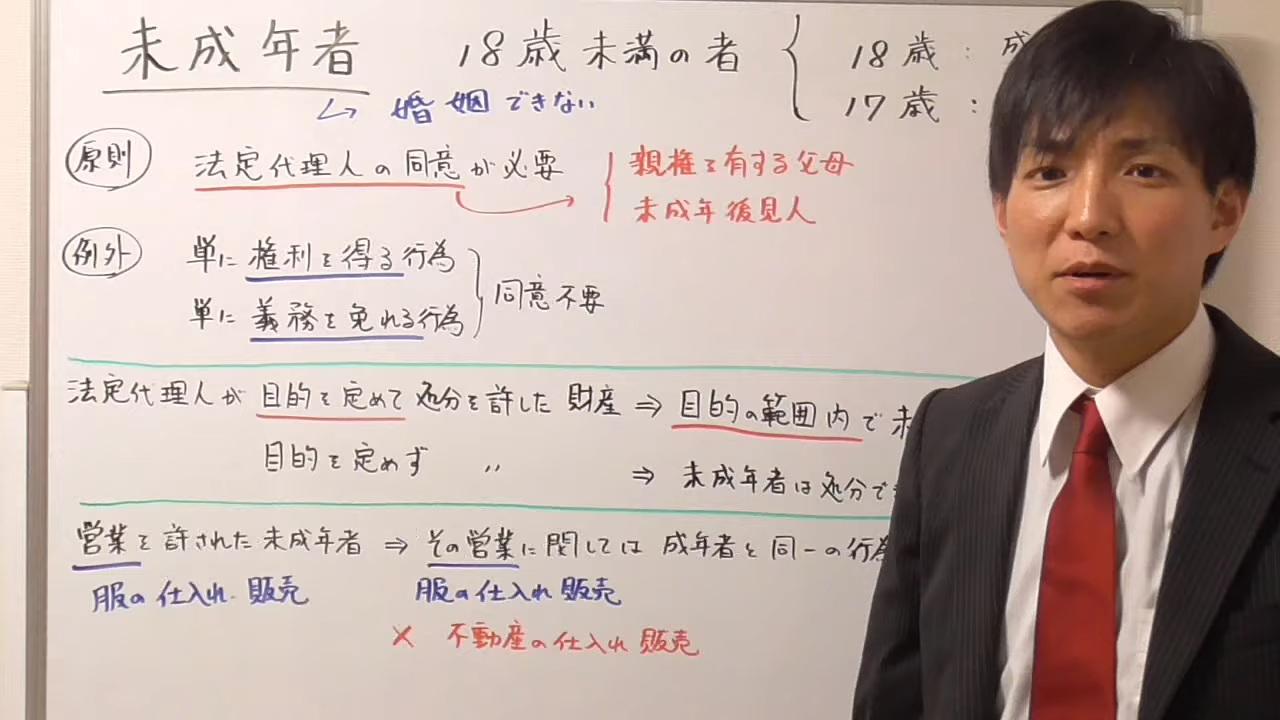 未成年者 18歳未満の者 18歳：成
17歳：
↳ 婚姻できない
原則 法定代理人の同意が必要 親権を有する父母
未成年後見人
例外 単に権利を得る行為
単に義務を免れる行為
同意不要
法定代理人が目的を定めて処分を許した財産 ⇒ 目的の範囲内で未
目的を定めず 〃 ⇒ 未成年者は処分で
営業を許された未成年者 ⇒ その営業に関しては成年者と同一の行為
服の仕入れ・販売 服の仕入れ 販売
× 不動産の仕入れ 販売